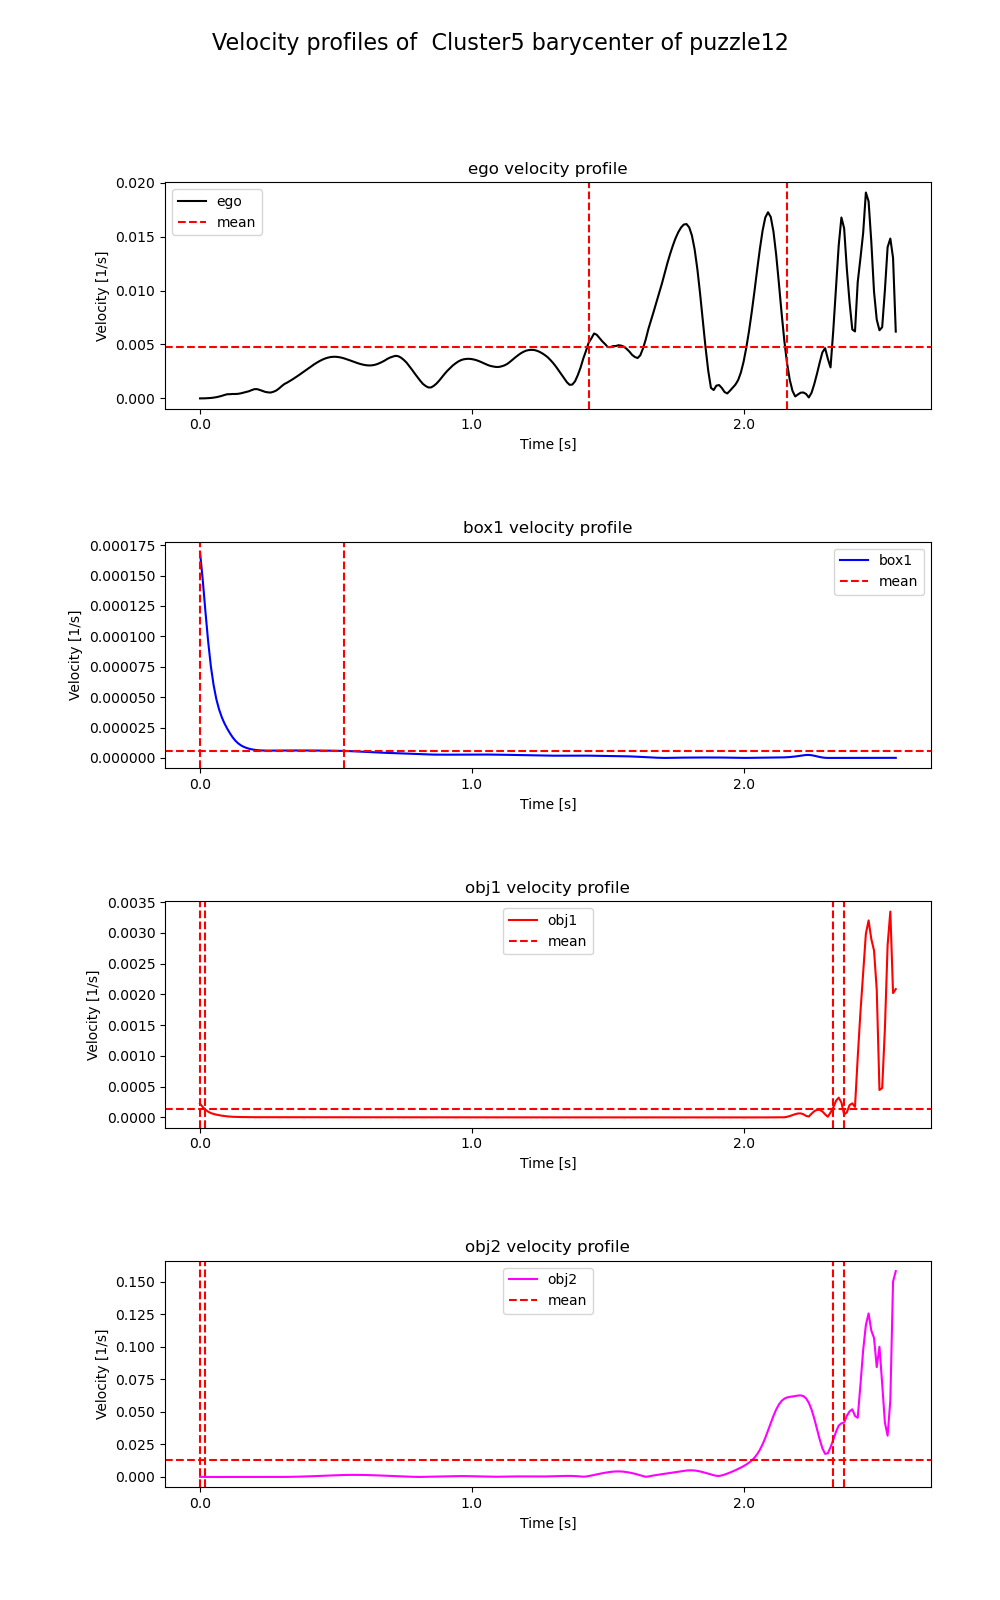 Velocity profiles of  Cluster5 barycenter of puzzle12
ego velocity profile
0.020
0.015
0.010
0.005
0.000
Velocity [1/s]
ego
mean
0.0 1.0 2.0
Time [s]
box1 velocity profile
0.000175
0.000150
0.000125
0.000100
0.000075
0.000050
0.000025
0.000000
Velocity [1/s]
box1
mean
0.0 1.0 2.0
Time [s]
obj1 velocity profile
0.0035
0.0030
0.0025
0.0020
0.0015
0.0010
0.0005
0.0000
Velocity [1/s]
obj1
mean
0.0 1.0 2.0
Time [s]
obj2 velocity profile
0.150
0.125
0.100
0.075
0.050
0.025
0.000
Velocity [1/s]
obj2
mean
0.0 1.0 2.0
Time [s]